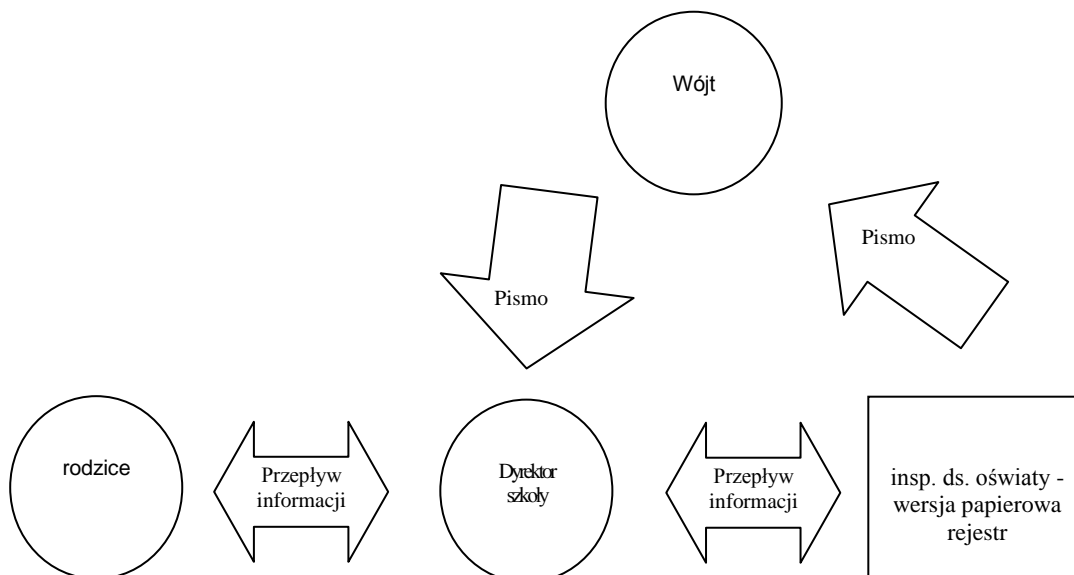 Wójt
Pismo
Pismo
rodzice
Przepływ
informacji
Dyrektor
szkoły
Przepływ
informacji
insp. ds. oświaty -
wersja papierowa
rejestr